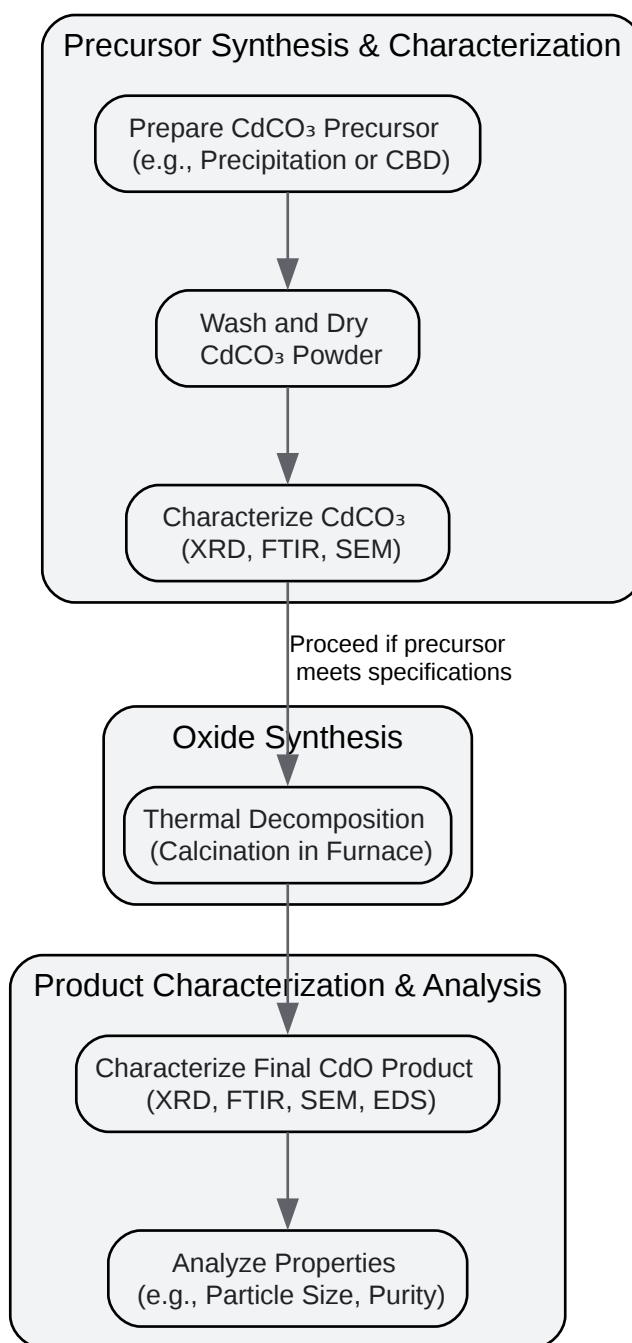 Precursor Synthesis & Characterization
Prepare CdCO₃ Precursor
(e.g., Precipitation or CBD)
Wash and Dry
CdCO₃ Powder
Characterize CdCO₃
(XRD, FTIR, SEM)
Proceed if precursor
meets specifications
Oxide Synthesis
Thermal Decomposition
(Calcination in Furnace)
Product Characterization & Analysis
Characterize Final CdO Product
(XRD, FTIR, SEM, EDS)
Analyze Properties
(e.g., Particle Size, Purity)